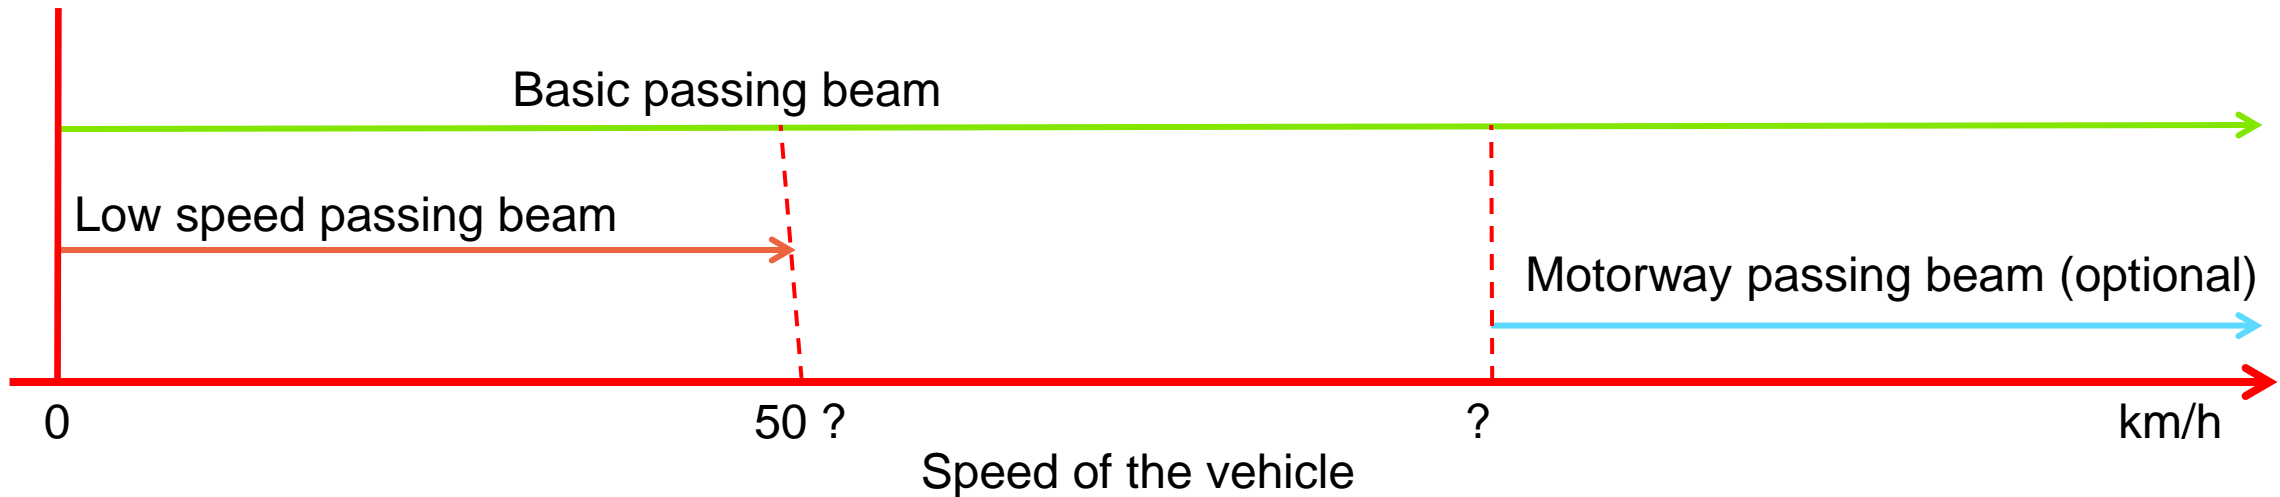 Basic passing beam
Low speed passing beam
Motorway passing beam (optional)
0 50 ? ? km/h
Speed of the vehicle